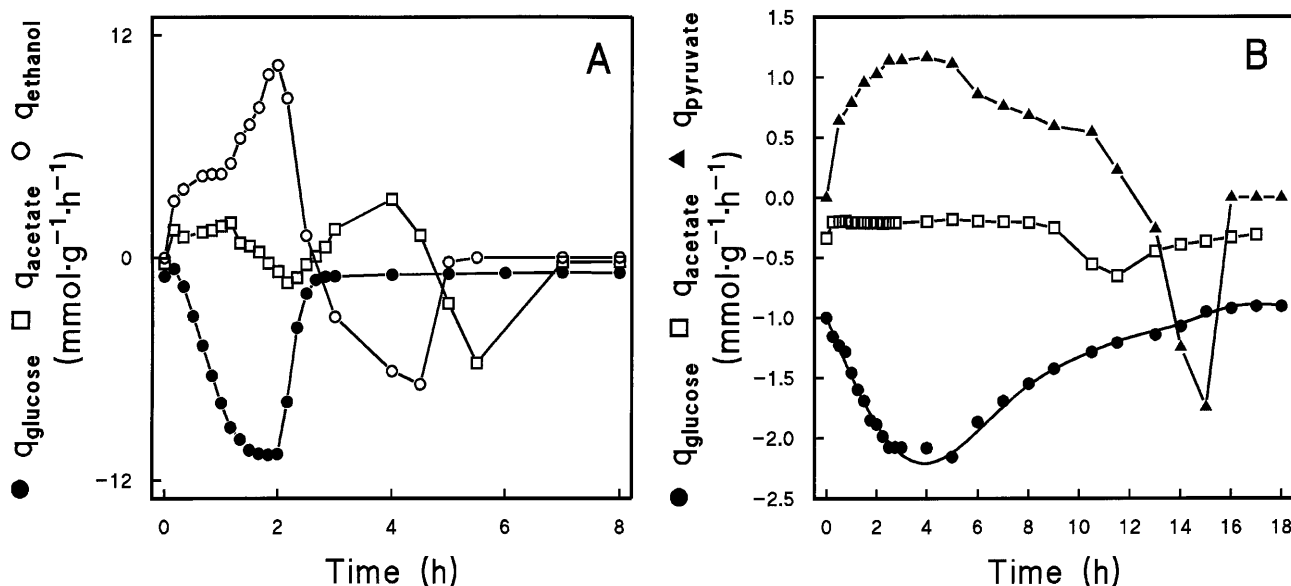 A
● q_glucose □ q_acetate ○ q_ethanol
(mmol·g⁻¹·h⁻¹)
12
0
−12
0 2 4 6 8
Time (h)
B
● q_glucose □ q_acetate ▲ q_pyruvate
(mmol·g⁻¹·h⁻¹)
1.5
1.0
0.5
0.0
−0.5
−1.0
−1.5
−2.0
−2.5
0 2 4 6 8 10 12 14 16 18
Time (h)